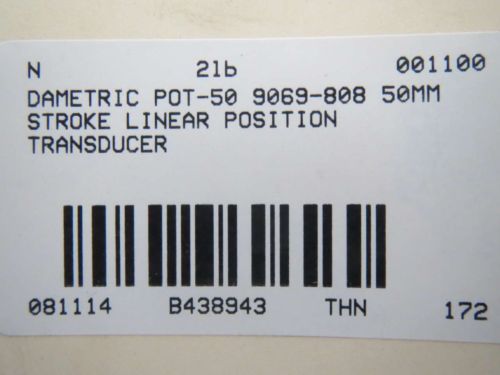 N 2lb 001100
DAMETRIC POT-50 9069-808 50MM
STROKE LINEAR POSITION
TRANSDUCER
081114 B438943 THN 172